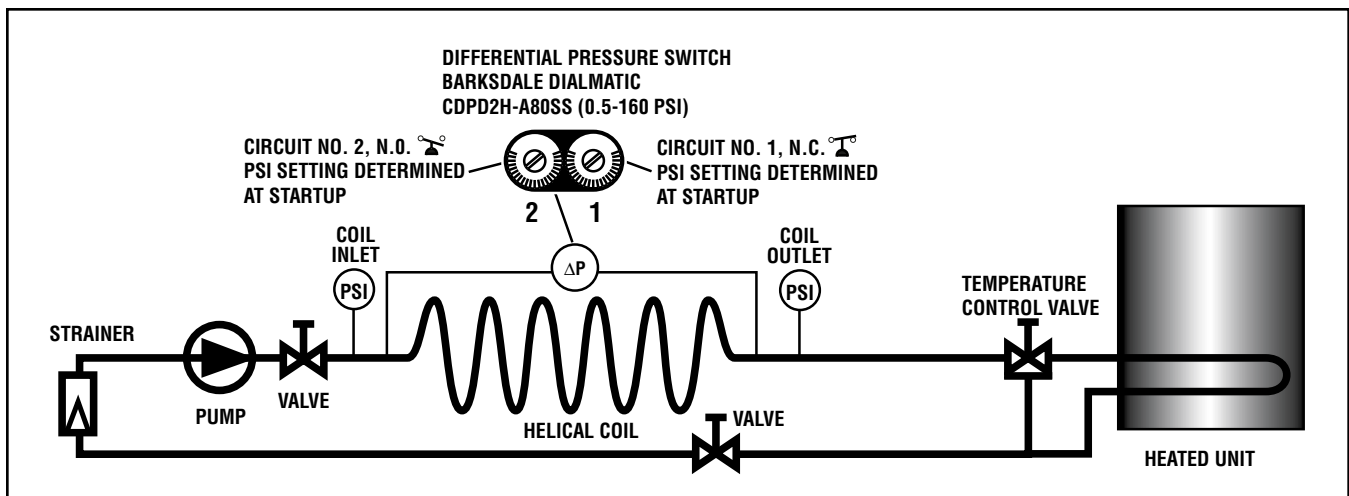 DIFFERENTIAL PRESSURE SWITCH
BARKSDALE DIALMATIC
CDPD2H-A80SS (0.5-160 PSI)
CIRCUIT NO. 2, N.O.
PSI SETTING DETERMINED
AT STARTUP
CIRCUIT NO. 1, N.C.
PSI SETTING DETERMINED
AT STARTUP
2 1
COIL
INLET
PSI
ΔP
COIL
OUTLET
PSI
TEMPERATURE
CONTROL VALVE
STRAINER
PUMP
VALVE
HELICAL COIL
VALVE
HEATED UNIT